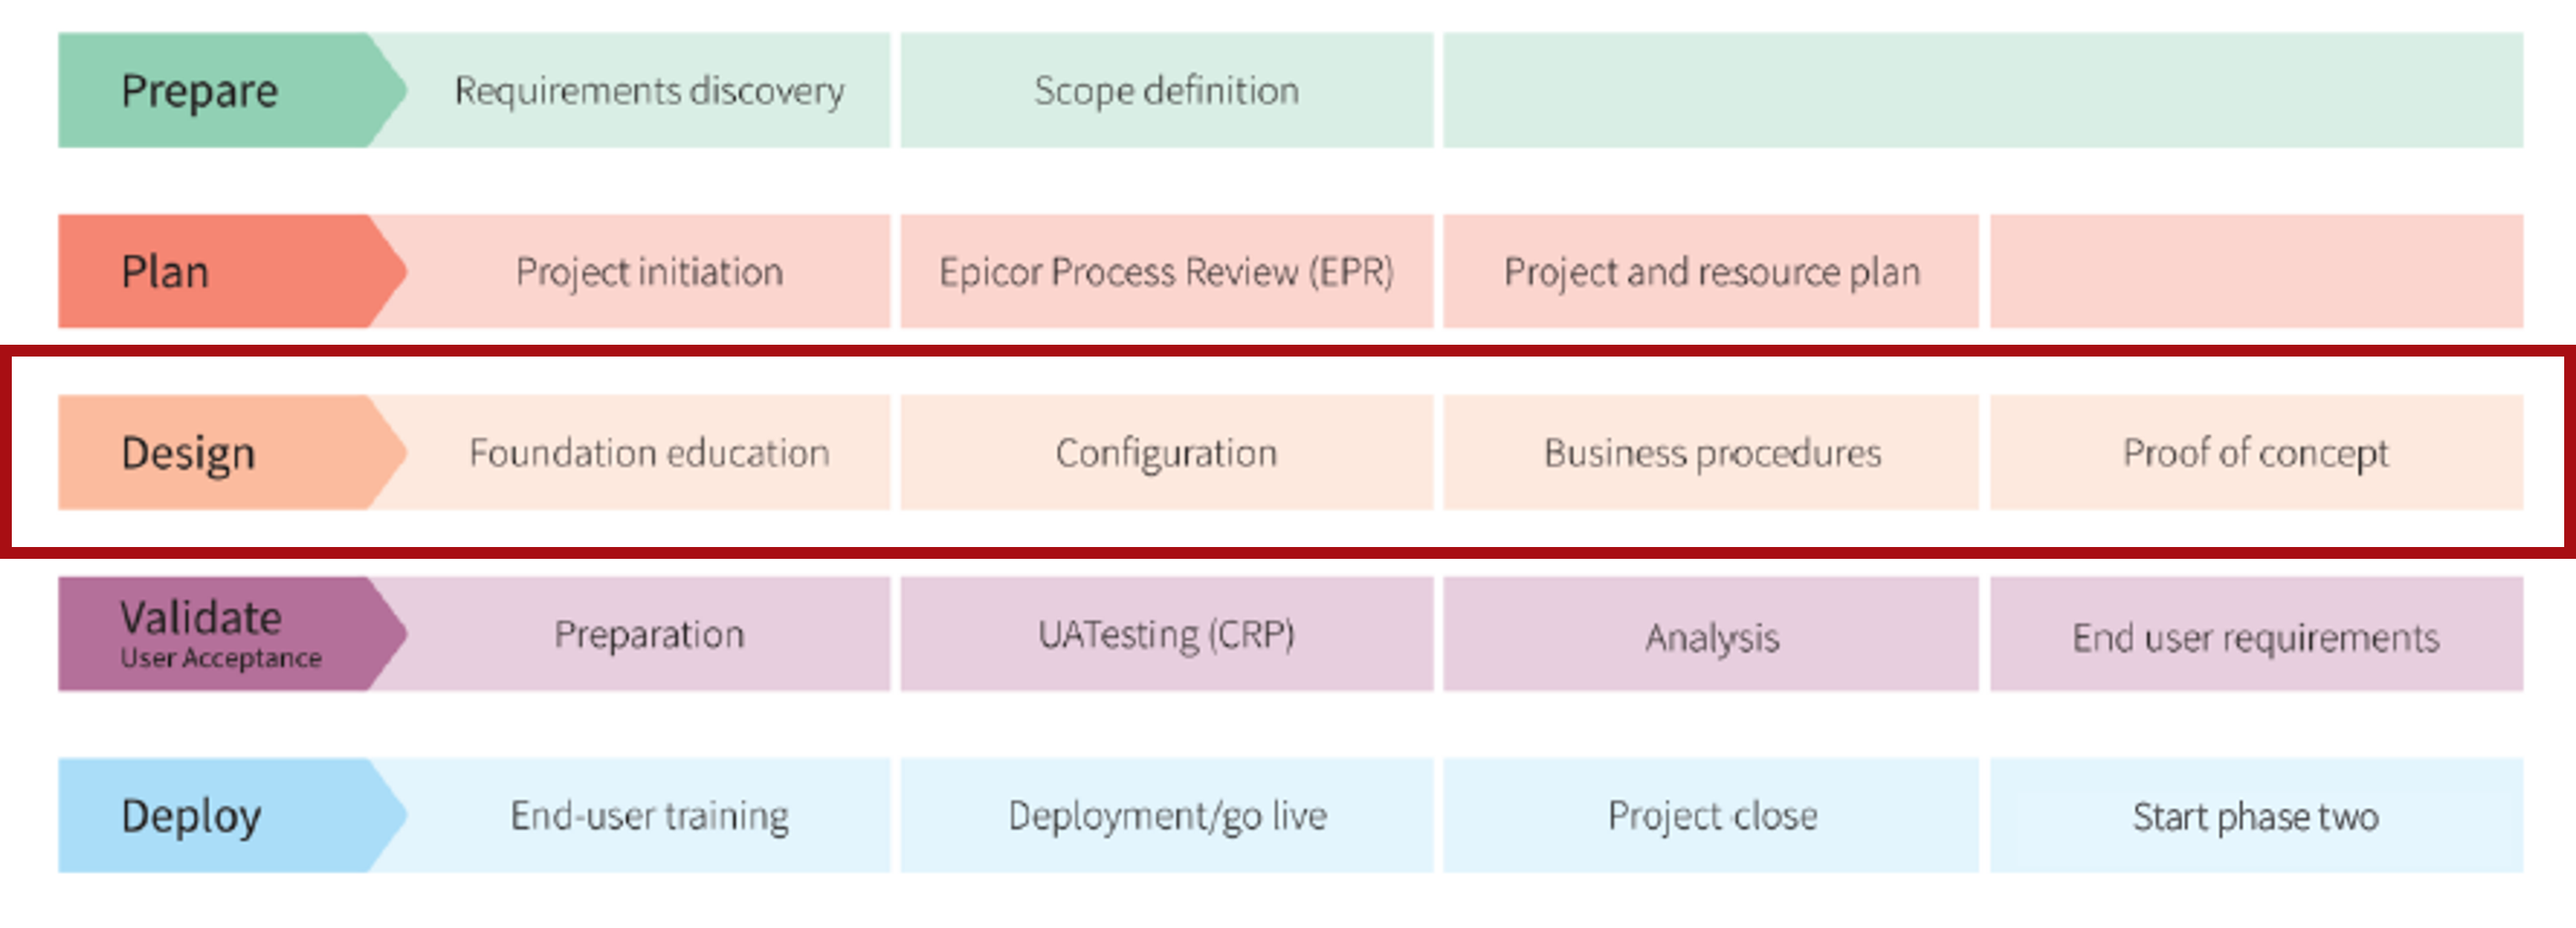 Prepare
Requirements discovery
Scope definition
Plan
Project initiation
Epicor Process Review (EPR)
Project and resource plan
Design
Foundation education
Configuration
Business procedures
Proof of concept
Validate
User Acceptance
Preparation
UATesting (CRP)
Analysis
End user requirements
Deploy
End-user training
Deployment/go live
Project close
Start phase two